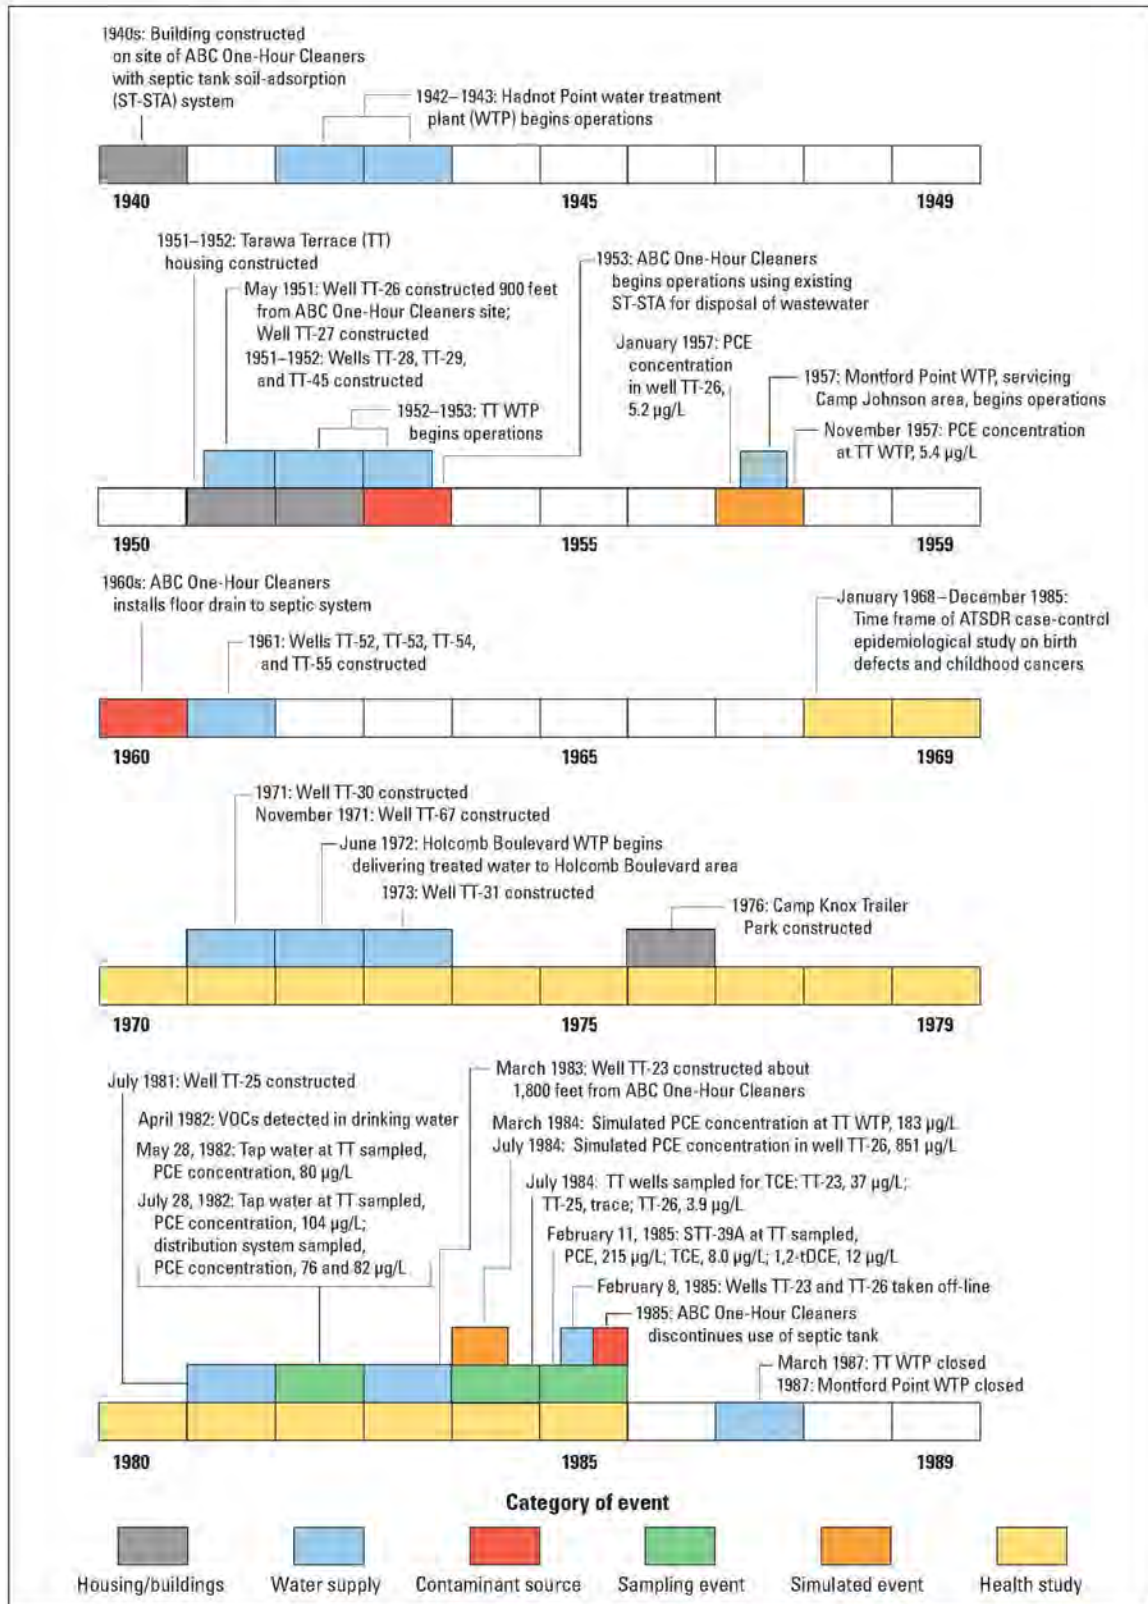 1940s: Building constructed
on site of ABC One-Hour Cleaners
with septic tank soil-adsorption
(ST-STA) system
1942–1943: Hadnot Point water treatment
plant (WTP) begins operations
1940
1945
1949
1951–1952: Tarawa Terrace (TT)
housing constructed
May 1951: Well TT-26 constructed 900 feet
from ABC One-Hour Cleaners site;
Well TT-27 constructed
1951–1952: Wells TT-28, TT-29,
and TT-45 constructed
1952–1953: TT WTP
begins operations
1953: ABC One-Hour Cleaners
begins operations using existing
ST-STA for disposal of wastewater
January 1957: PCE
concentration
in well TT-26,
5.2 µg/L
1957: Montford Point WTP, servicing
Camp Johnson area, begins operations
November 1957: PCE concentration
at TT WTP, 5.4 µg/L
1950
1955
1959
1960s: ABC One-Hour Cleaners
installs floor drain to septic system
1961: Wells TT-52, TT-53, TT-54,
and TT-55 constructed
January 1968–December 1985:
Time frame of ATSDR case-control
epidemiological study on birth
defects and childhood cancers
1960
1965
1969
1971: Well TT-30 constructed
November 1971: Well TT-67 constructed
June 1972: Holcomb Boulevard WTP begins
delivering treated water to Holcomb Boulevard area
1973: Well TT-31 constructed
1976: Camp Knox Trailer
Park constructed
1970
1975
1979
July 1981: Well TT-25 constructed
April 1982: VOCs detected in drinking water
May 28, 1982: Tap water at TT sampled,
PCE concentration, 80 µg/L
July 28, 1982: Tap water at TT sampled,
PCE concentration, 104 µg/L;
distribution system sampled,
PCE concentration, 76 and 82 µg/L
March 1983: Well TT-23 constructed about
1,800 feet from ABC One-Hour Cleaners
March 1984: Simulated PCE concentration at TT WTP, 183 µg/L
July 1984: Simulated PCE concentration in well TT-26, 851 µg/L
July 1984: TT wells sampled for TCE: TT-23, 37 µg/L;
TT-25, trace; TT-26, 3.9 µg/L
February 11, 1985: STT-39A at TT sampled,
PCE, 215 µg/L; TCE, 8.0 µg/L; 1,2-tDCE, 12 µg/L
February 8, 1985: Wells TT-23 and TT-26 taken off-line
1985: ABC One-Hour Cleaners
discontinues use of septic tank
March 1987: TT WTP closed
1987: Montford Point WTP closed
1980
1985
1989
Category of event
Housing/buildings
Water supply
Contaminant source
Sampling event
Simulated event
Health study